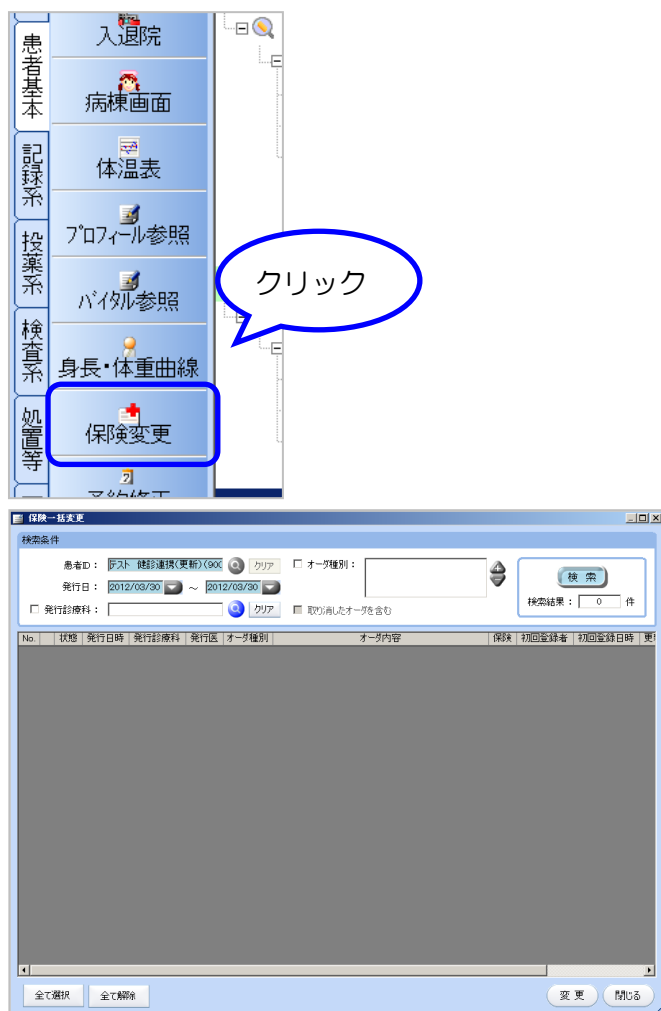 入退院
病棟画面
体温表
プロフィール参照
バイタル参照
身長・体重曲線
保険変更
患者基本
記録系
投薬系
検査系
処置等
クリック
保険一括変更
検索条件
患者ID： テスト 健診連携(更新)(900 クリア □ オーダ種別：
発行日： 2012/03/30 ～ 2012/03/30
検 索
□ 発行診療科： クリア 取り消したオーダを含む
検索結果： 0 件
No. 状態 発行日時 発行診療科 発行医 オーダ種別 オーダ内容 保険 初回登録者 初回登録日時
全て選択 全て解除 変 更 閉じる